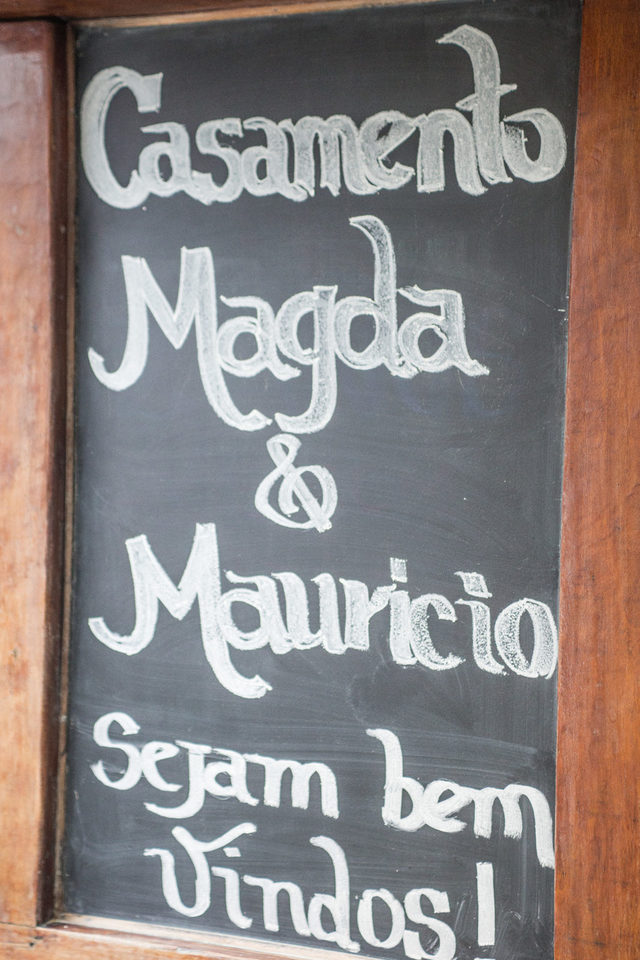 Casamento
Magda
&
Mauricio
Sejam bem
Vindos!